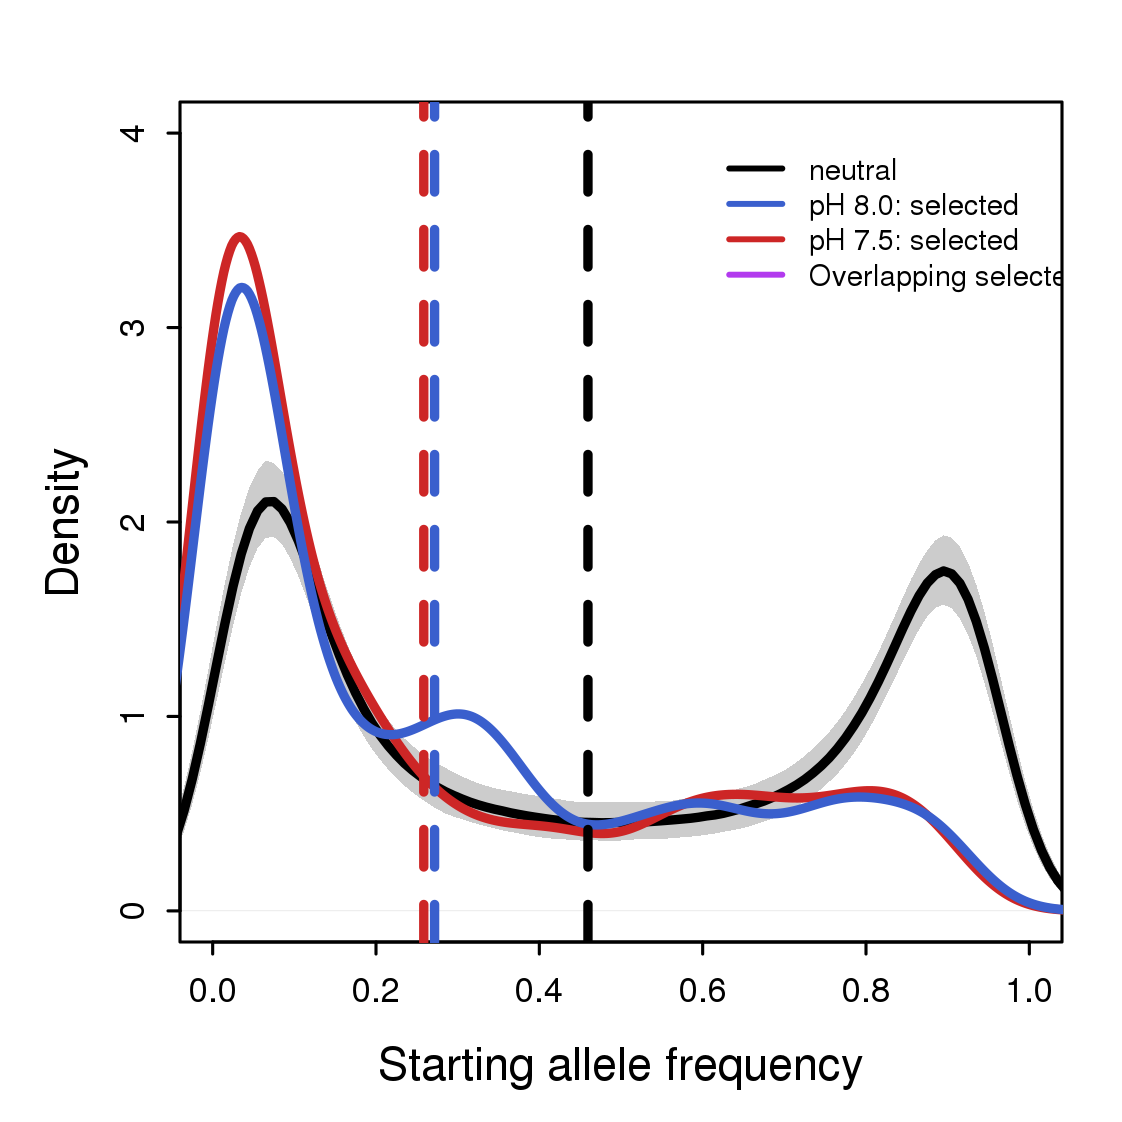 4
3
2
1
0
Density
neutral
pH 8.0: selected
pH 7.5: selected
Overlapping selecte
0.0 0.2 0.4 0.6 0.8 1.0
Starting allele frequency